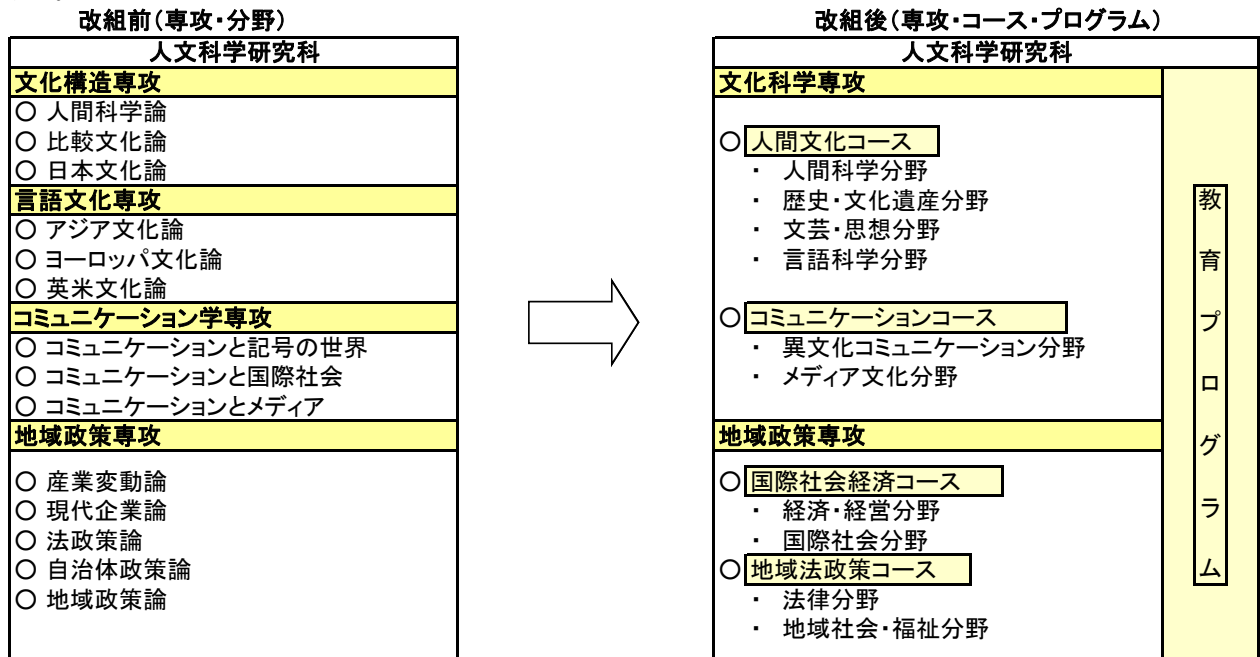 改組前(専攻・分野)
人文科学研究科
文化構造専攻
○ 人間科学論
○ 比較文化論
○ 日本文化論
言語文化専攻
○ アジア文化論
○ ヨーロッパ文化論
○ 英米文化論
コミュニケーション学専攻
○ コミュニケーションと記号の世界
○ コミュニケーションと国際社会
○ コミュニケーションとメディア
地域政策専攻
○ 産業変動論
○ 現代企業論
○ 法政策論
○ 自治体政策論
○ 地域政策論
改組後(専攻・コース・プログラム)
人文科学研究科
文化科学専攻
○ 人間文化コース
・ 人間科学分野
・ 歴史・文化遺産分野
・ 文芸・思想分野
・ 言語科学分野
○ コミュニケーションコース
・ 異文化コミュニケーション分野
・ メディア文化分野
地域政策専攻
○ 国際社会経済コース
・ 経済・経営分野
・ 国際社会分野
○ 地域法政策コース
・ 法律分野
・ 地域社会・福祉分野
教育プログラム